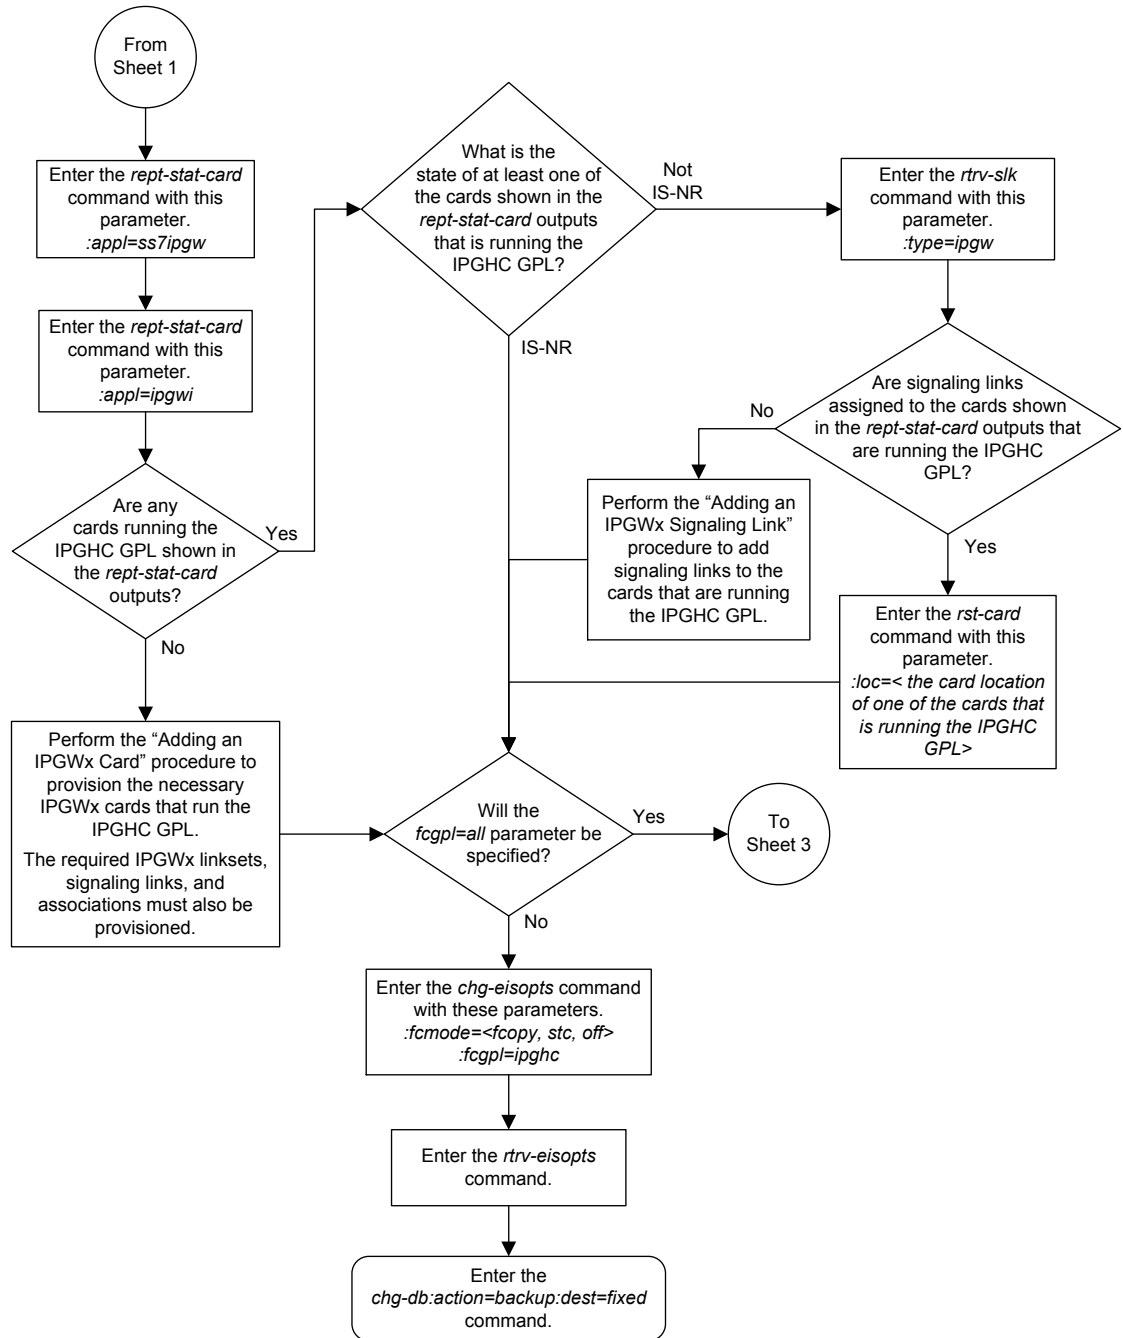 From
Sheet 1
Enter the rept-stat-card
command with this
parameter.
:appl=ss7ipgw
Enter the rept-stat-card
command with this
parameter.
:appl=ipgwi
Are any
cards running the
IPGHC GPL shown in
the rept-stat-card
outputs?
Yes
No
Perform the “Adding an
IPGWx Card” procedure to
provision the necessary
IPGWx cards that run the
IPGHC GPL.
The required IPGWx linksets,
signaling links, and
associations must also be
provisioned.
What is the
state of at least one of
the cards shown in the
rept-stat-card outputs
that is running the
IPGHC GPL?
Not
IS-NR
IS-NR
Enter the rtrv-slk
command with this
parameter.
:type=ipgw
Are signaling links
assigned to the cards shown
in the rept-stat-card outputs that
are running the IPGHC
GPL?
No
Yes
Perform the “Adding an
IPGWx Signaling Link”
procedure to add
signaling links to the
cards that are running
the IPGHC GPL.
Enter the rst-card
command with this
parameter.
:loc=< the card location
of one of the cards that
is running the IPGHC
GPL>
Will the
fcgpl=all parameter be
specified?
Yes
To
Sheet 3
No
Enter the chg-eisopts command
with these parameters.
:fcmode=<fcopy, stc, off>
:fcgpl=ipghc
Enter the rtrv-eisopts
command.
Enter the
chg-db:action=backup:dest=fixed
command.